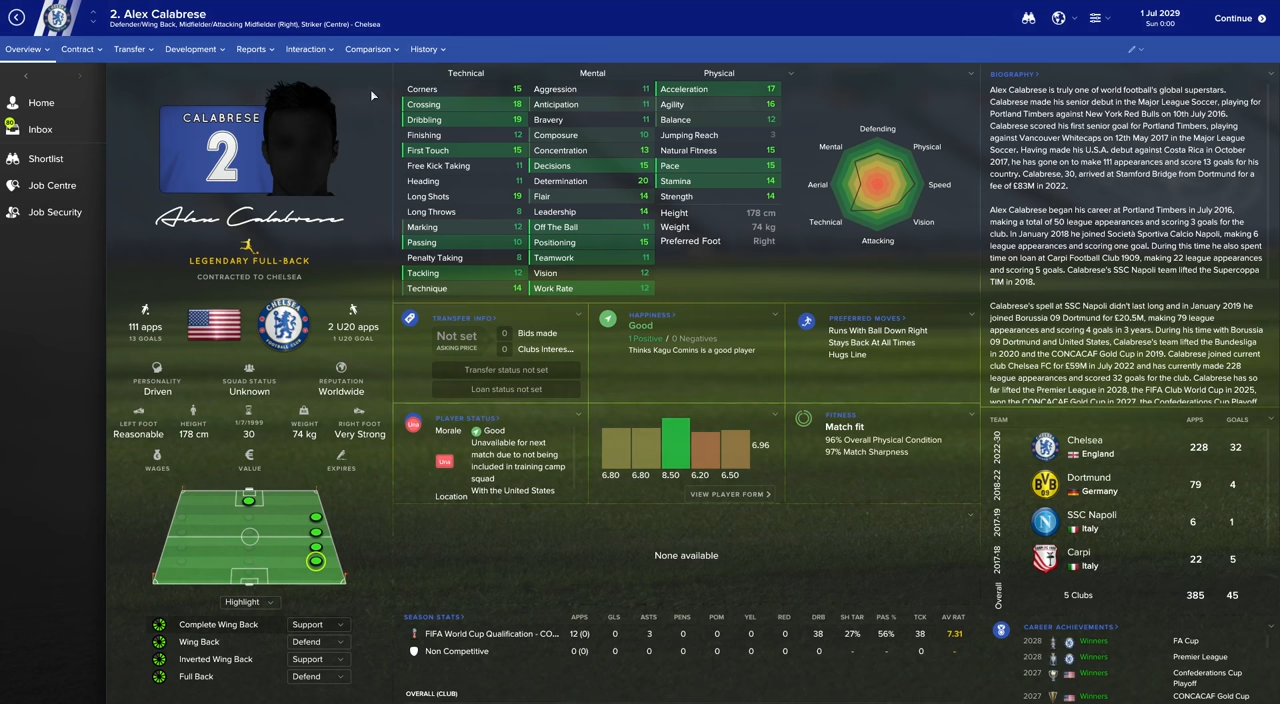 2. Alex Calabrese
Defender/Wing Back, Midfielder/Attacking Midfielder (Right), Striker (Centre) - Chelsea
1 Jul 2029
Sun 0:00
Continue
Overview
Contract
Transfer
Development
Reports
Interaction
Comparison
History
Home
80
Inbox
Shortlist
Job Centre
Job Security
CALABRESE
2
Alex Calabrese
LEGENDARY FULL-BACK
CONTRACTED TO CHELSEA
111 apps
13 GOALS
2 U20 apps
1 U20 GOAL
PERSONALITY
Driven
SQUAD STATUS
Unknown
REPUTATION
Worldwide
LEFT FOOT
Reasonable
HEIGHT
178 cm
1/7/1999
30
WEIGHT
74 kg
RIGHT FOOT
Very Strong
WAGES
VALUE
EXPIRES
Highlight
Complete Wing Back Support
Wing Back Defend
Inverted Wing Back Support
Full Back Defend
Technical
Corners 15
Crossing 18
Dribbling 19
Finishing 12
First Touch 15
Free Kick Taking 11
Heading 11
Long Shots 19
Long Throws 8
Marking 12
Passing 10
Penalty Taking 8
Tackling 12
Technique 14
Mental
Aggression 11
Anticipation 11
Bravery 11
Composure 10
Concentration 13
Decisions 15
Determination 20
Flair 14
Leadership 14
Off The Ball 11
Positioning 15
Teamwork 11
Vision 12
Work Rate 12
Physical
Acceleration 17
Agility 16
Balance 12
Jumping Reach 3
Natural Fitness 15
Pace 15
Stamina 14
Strength 14
Height 178 cm
Weight 74 kg
Preferred Foot Right
Defending
Physical
Speed
Vision
Attacking
Technical
Aerial
Mental
TRANSFER INFO>
Not set
ASKING PRICE
0 Bids made
0 Clubs Interes...
Transfer status not set
Loan status not set
HAPPINESS >
Good
1 Positive / 0 Negatives
Thinks Kagu Comins is a good player
PREFERRED MOVES>
Runs With Ball Down Right
Stays Back At All Times
Hugs Line
PLAYER STATUS>
Una
Morale Good
Una
Unavailable for next
match due to not being
included in training camp
squad
With the United States
Location
6.96
6.80 6.80 8.50 6.20 6.50
VIEW PLAYER FORM >
FITNESS
Match fit
96% Overall Physical Condition
97% Match Sharpness
None available
SEASON STATS> APPS GLS ASTS PENS POM YEL RED DRB SH TAR PAS % TCK AV RAT
FIFA World Cup Qualification - CO... 12 (0) 0 3 0 0 0 0 38 27% 56% 38 7.31
Non Competitive 0 (0) 0 0 0 0 0 0 0 - - 0 -
OVERALL (CLUB)
BIOGRAPHY >
Alex Calabrese is truly one of world football's global superstars.
Calabrese made his senior debut in the Major League Soccer, playing for
Portland Timbers against New York Red Bulls on 10th July 2016.
Calabrese scored his first senior goal for Portland Timbers, playing
against Vancouver Whitecaps on 12th May 2017 in the Major League
Soccer. Having made his U.S.A. debut against Costa Rica in October
2017, he has gone on to make 111 appearances and score 13 goals for his
country. Calabrese, 30, arrived at Stamford Bridge from Dortmund for a
fee of £83M in 2022.
Alex Calabrese began his career at Portland Timbers in July 2016,
making a total of 50 league appearances and scoring 3 goals for the
club. In January 2018 he joined Società Sportiva Calcio Napoli, making 6
league appearances and scoring one goal. During this time he also spent
time on loan at Carpi Football Club 1909, making 22 league appearances
and scoring 5 goals. Calabrese's SSC Napoli team lifted the Supercoppa
TIM in 2018.
Calabrese's spell at SSC Napoli didn't last long and in January 2019 he
joined Borussia 09 Dortmund for £20.5M, making 79 league
appearances and scoring 4 goals in 3 years. During his time with Borussia
09 Dortmund and United States, Calabrese's team lifted the Bundesliga
in 2020 and the CONCACAF Gold Cup in 2019. Calabrese joined current
club Chelsea FC for £59M in July 2022 and has currently made 228
league appearances and scored 32 goals for the club. Calabrese has so
far lifted the Premier League in 2028, the FIFA Club World Cup in 2025,
won the CONCACAF Gold Cup in 2027, the Confederations Cup Playoff
TEAM APPS GOALS
2022-30 Chelsea England 228 32
2018-22 Dortmund Germany 79 4
2017-19 SSC Napoli Italy 6 1
2017-18 Carpi Italy 22 5
Overall 5 Clubs 385 45
CAREER ACHIEVEMENTS>
2028 Winners FA Cup
2028 Winners Premier League
2027 Winners Confederations Cup
Playoff
2027 Winners CONCACAF Gold Cup